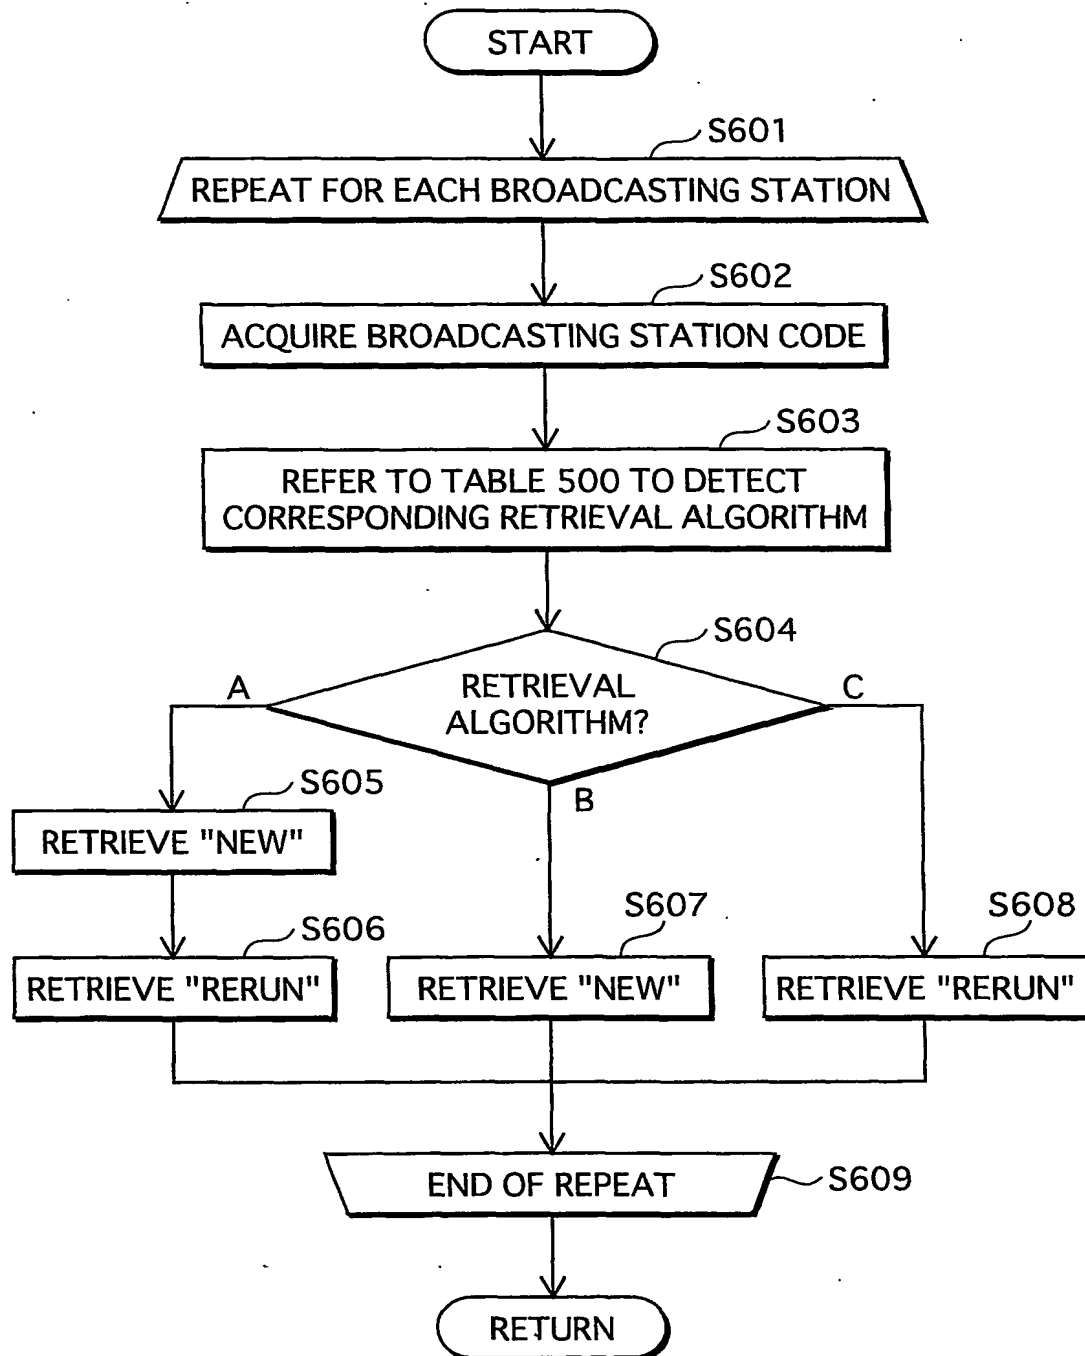 START
S601
REPEAT FOR EACH BROADCASTING STATION
S602
ACQUIRE BROADCASTING STATION CODE
S603
REFER TO TABLE 500 TO DETECT
CORRESPONDING RETRIEVAL ALGORITHM
S604
A
RETRIEVAL
ALGORITHM?
C
B
S605
RETRIEVE "NEW"
S606
RETRIEVE "RERUN"
S607
RETRIEVE "NEW"
S608
RETRIEVE "RERUN"
END OF REPEAT
S609
RETURN